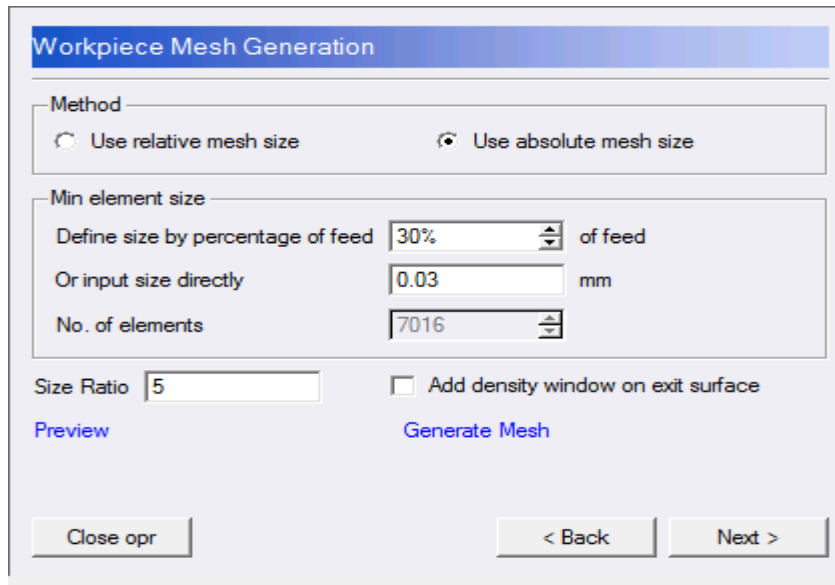 Workpiece Mesh Generation
Method
Use relative mesh size Use absolute mesh size
Min element size
Define size by percentage of feed 30% of feed
Or input size directly 0.03 mm
No. of elements 7016
Size Ratio 5 Add density window on exit surface
Preview Generate Mesh
Close opr < Back Next >